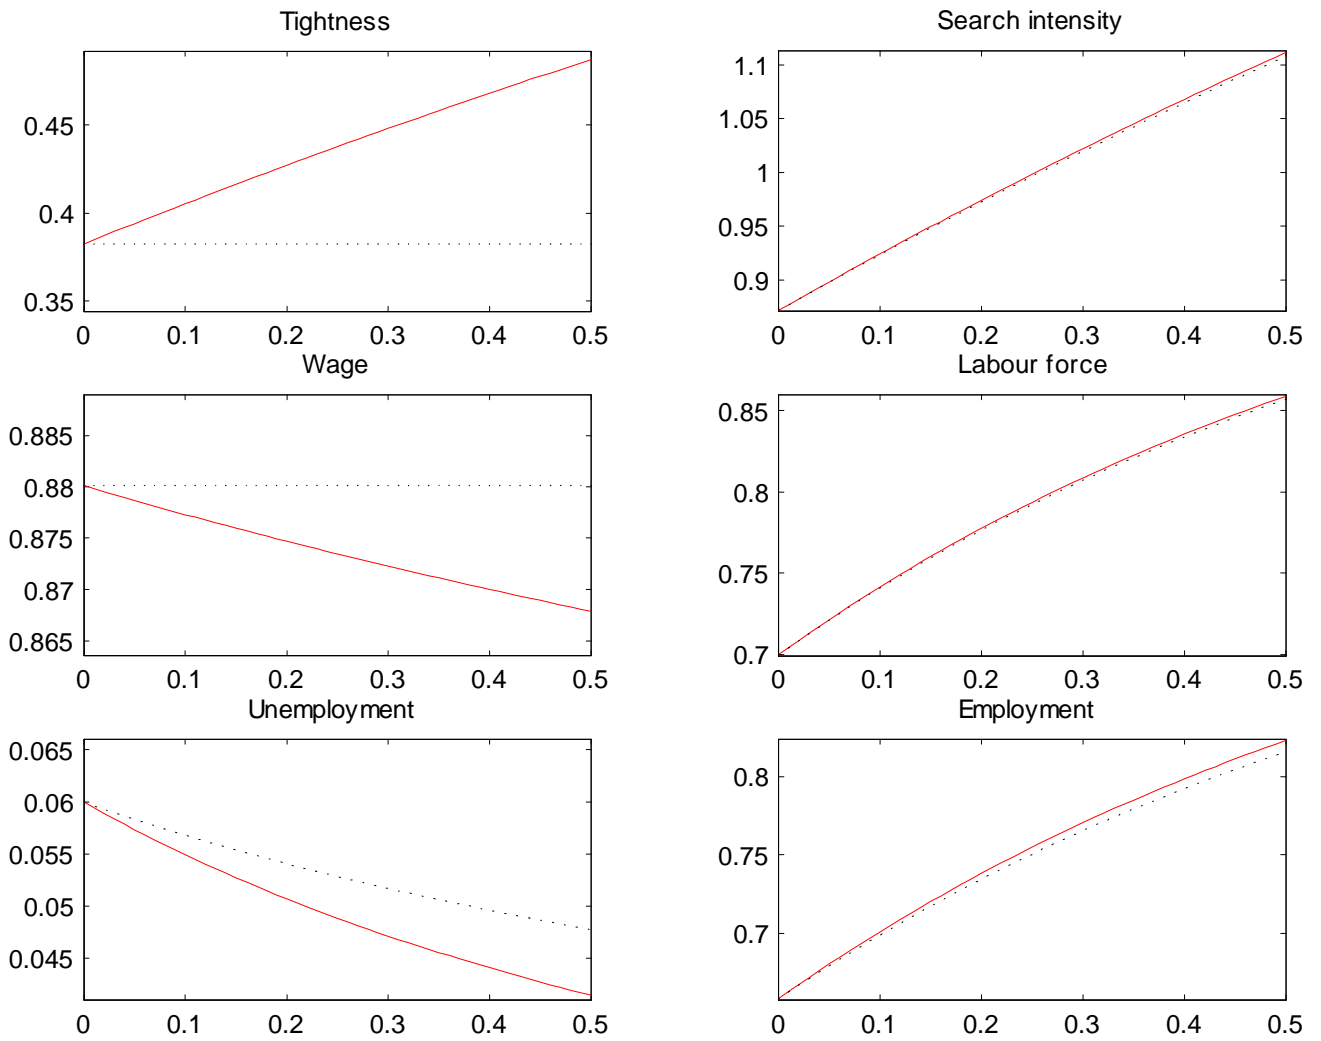 Tightness
0.45
0.4
0.35
0 0.1 0.2 0.3 0.4 0.5
Search intensity
1.1
1.05
1
0.95
0.9
0 0.1 0.2 0.3 0.4 0.5
Wage
0.885
0.88
0.875
0.87
0.865
0 0.1 0.2 0.3 0.4 0.5
Labour force
0.85
0.8
0.75
0.7
0 0.1 0.2 0.3 0.4 0.5
Unemployment
0.065
0.06
0.055
0.05
0.045
0 0.1 0.2 0.3 0.4 0.5
Employment
0.8
0.75
0.7
0 0.1 0.2 0.3 0.4 0.5